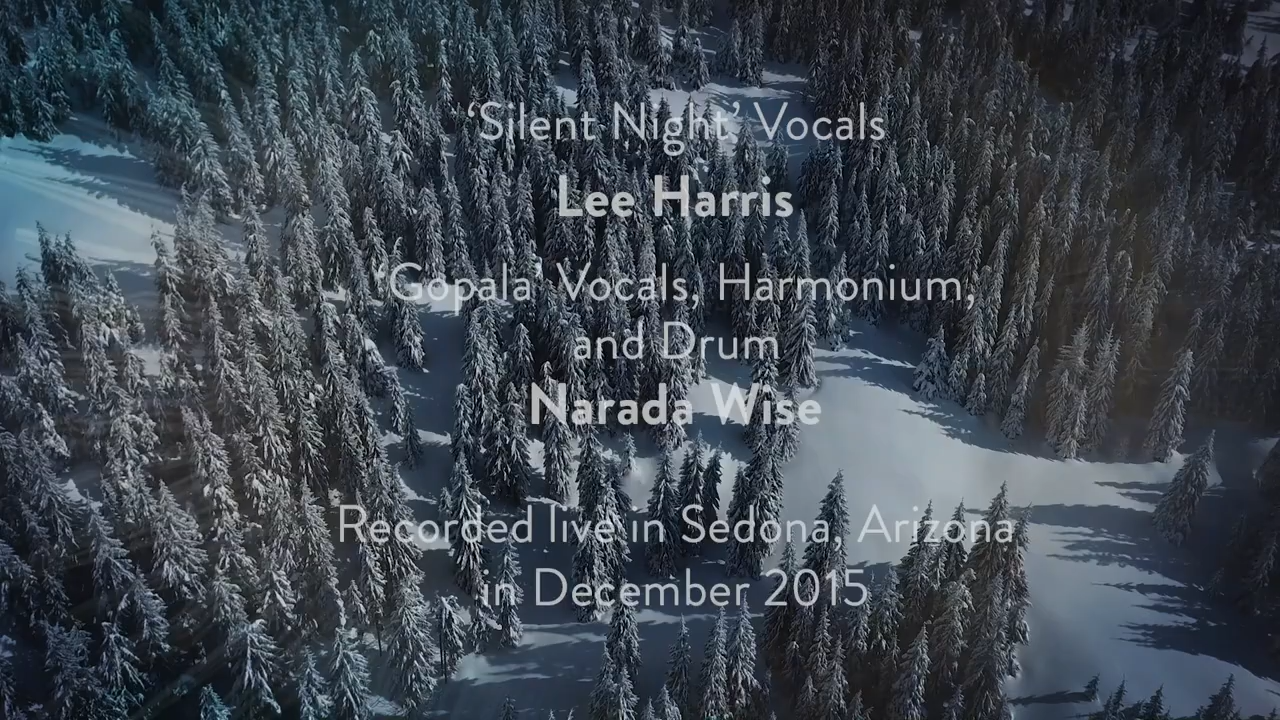 ‘Silent Night’ Vocals
Lee Harris
‘Gopala’ Vocals, Harmonium,
and Drum
Narada Wise
Recorded live in Sedona, Arizona
in December 2015